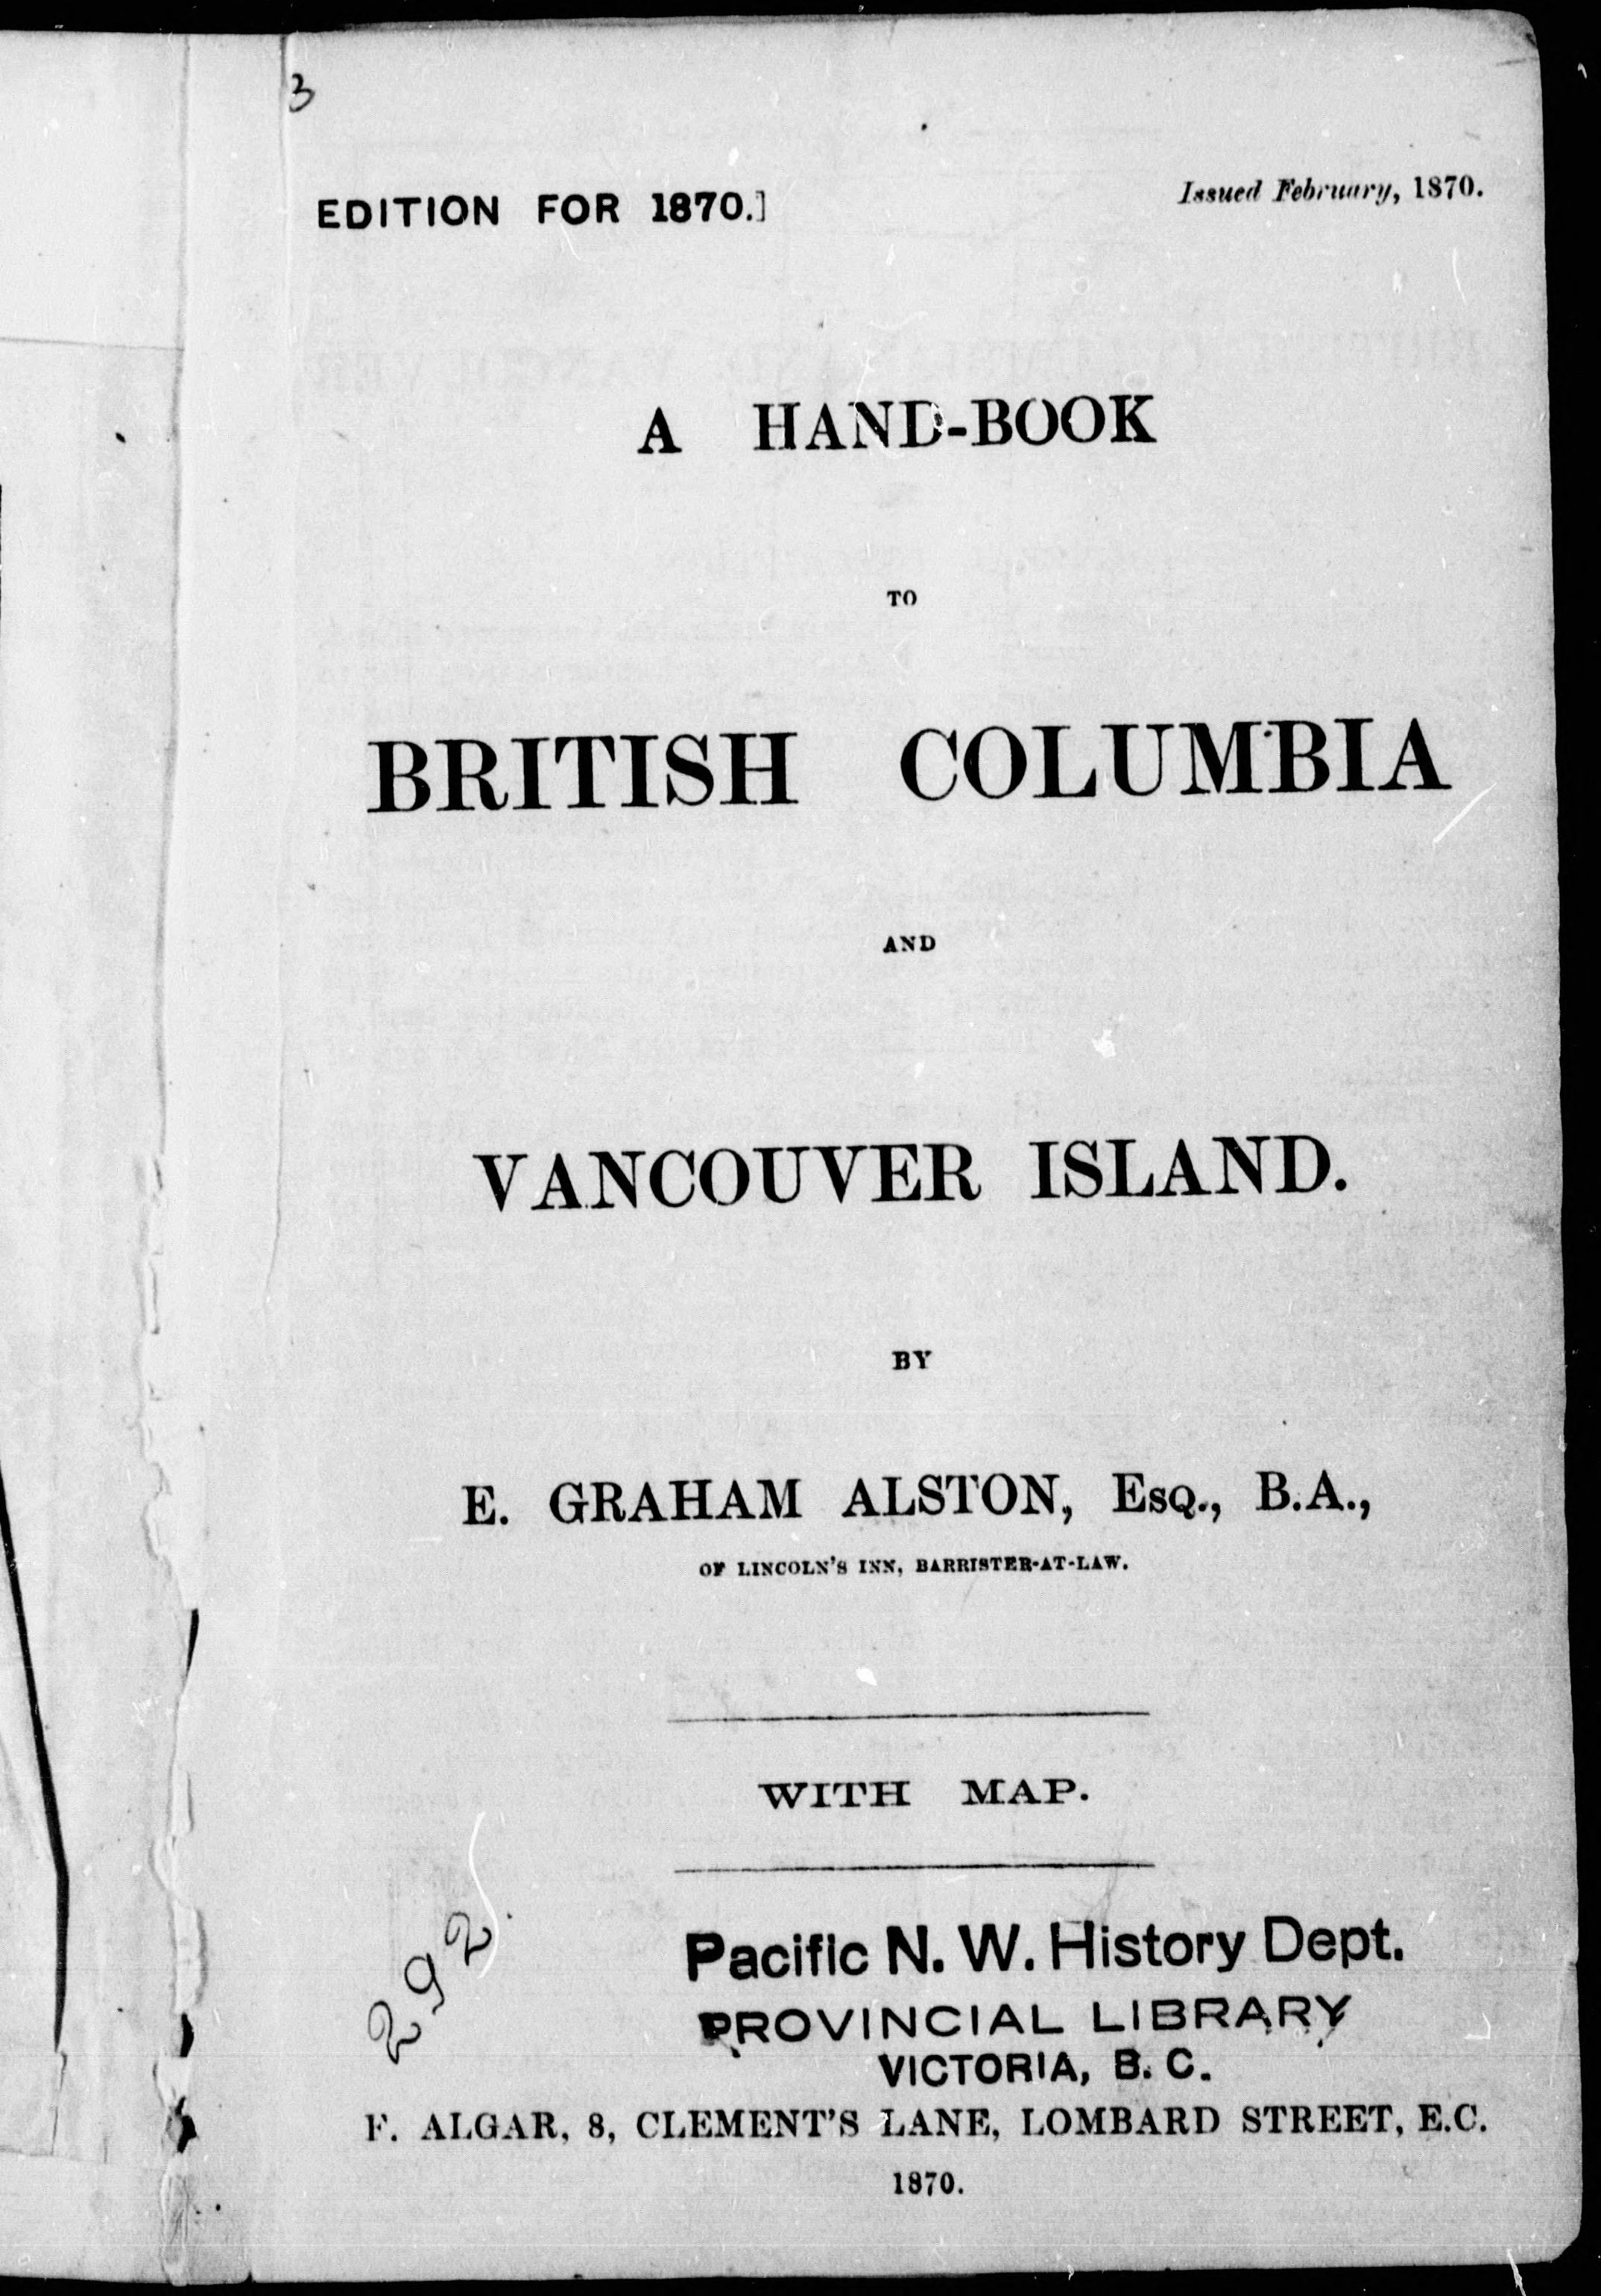 3
EDITION FOR 1870.]
Issued February, 1870.
A HAND-BOOK
TO
BRITISH COLUMBIA
AND
VANCOUVER ISLAND.
BY
E. GRAHAM ALSTON, ESQ., B.A.,
OF LINCOLN'S INN, BARRISTER-AT-LAW.
WITH MAP.
292.
Pacific N. W. History Dept.
PROVINCIAL LIBRARY
VICTORIA, B. C.
F. ALGAR, 8, CLEMENT'S LANE, LOMBARD STREET, E.C.
1870.